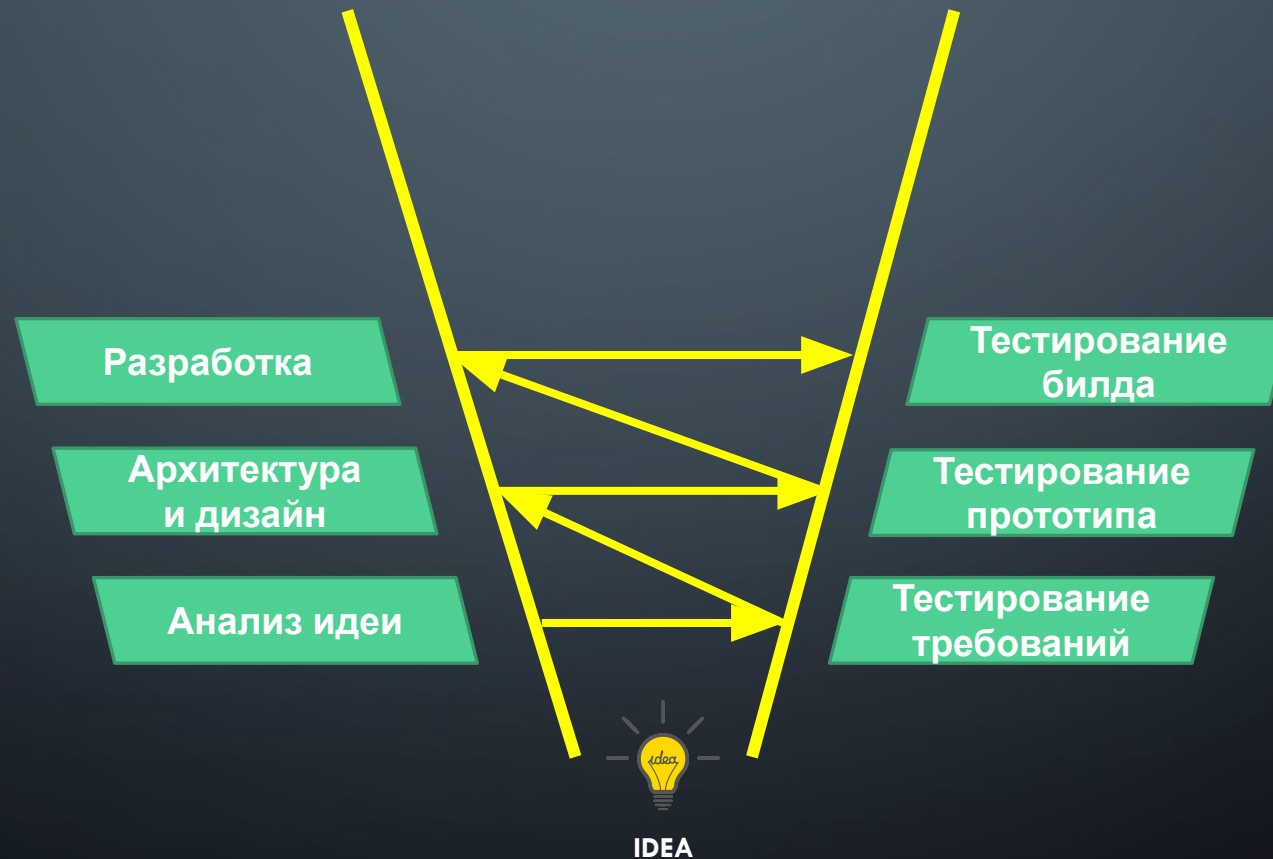 Разработка
Тестирование
билда
Архитектура
и дизайн
Тестирование
прототипа
Анализ идеи
Тестирование
требований
idea
IDEA